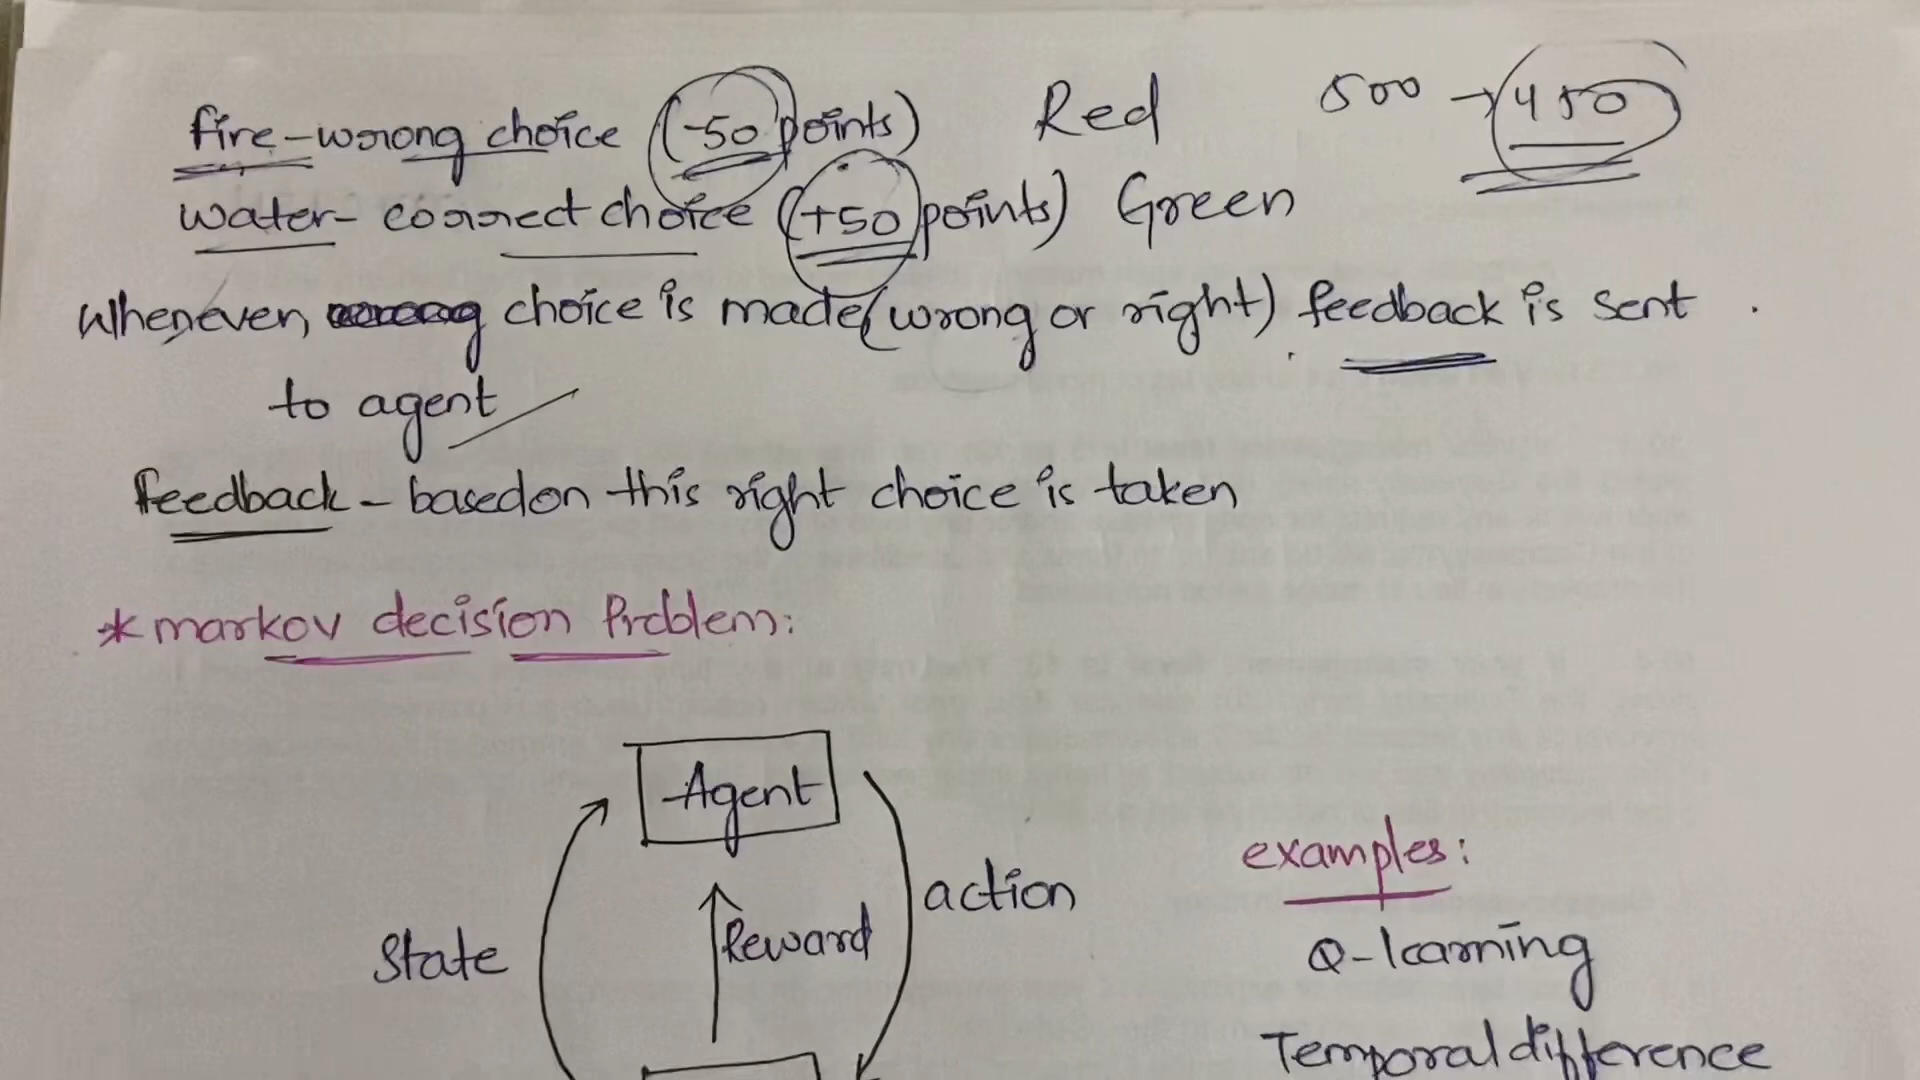 fire-wrong choice (-50 points) Red 500 → 450
water- correct choice (+50 points) Green
Whenever, choice is made (wrong or right) feedback is sent
to agent
feedback - based on this right choice is taken
*markov decision Problem:
Agent
State
Reward
action
examples:
Q-learning
Temporal difference